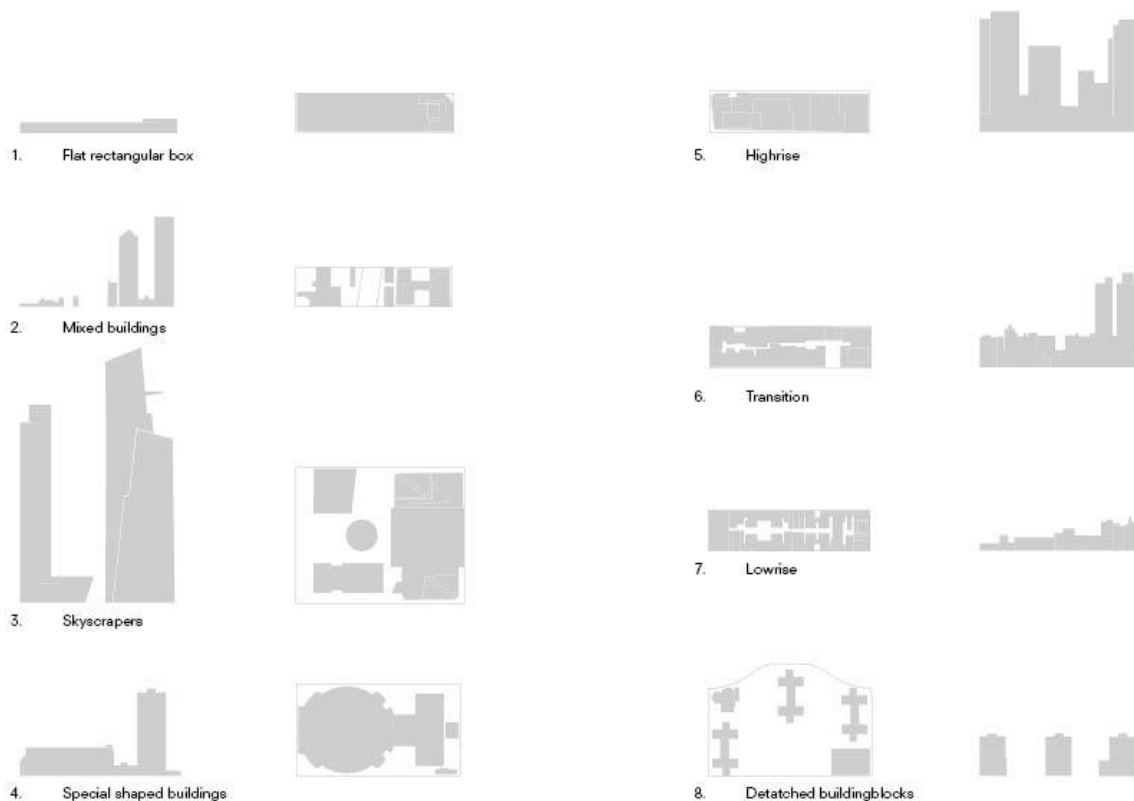 1. Flat rectangular box
2. Mixed buildings
3. Skyscrapers
4. Special shaped buildings
5. Highrise
6. Transition
7. Lowrise
8. Detatched buildingblocks